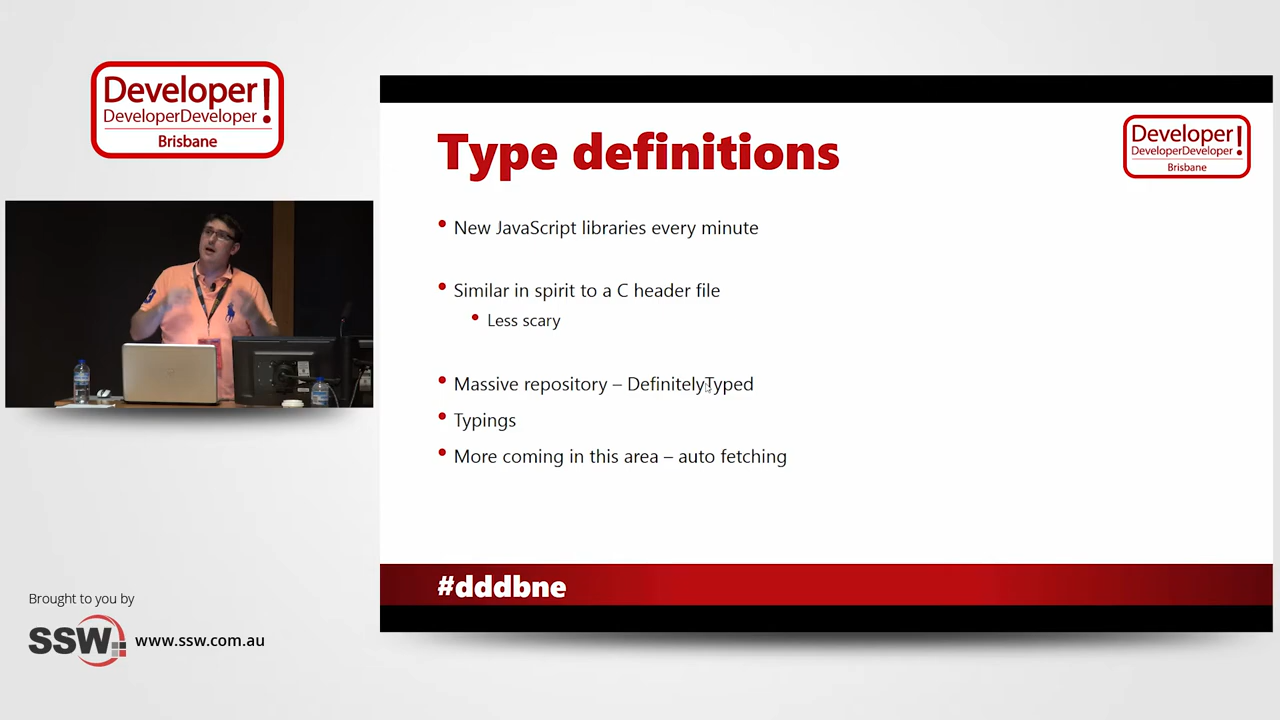 Developer!
DeveloperDeveloper
Brisbane
Type definitions
Developer!
DeveloperDeveloper
Brisbane
• New JavaScript libraries every minute
• Similar in spirit to a C header file
• Less scary
• Massive repository – DefinitelyTyped
• Typings
• More coming in this area – auto fetching
#dddbne
Brought to you by
SSW www.ssw.com.au